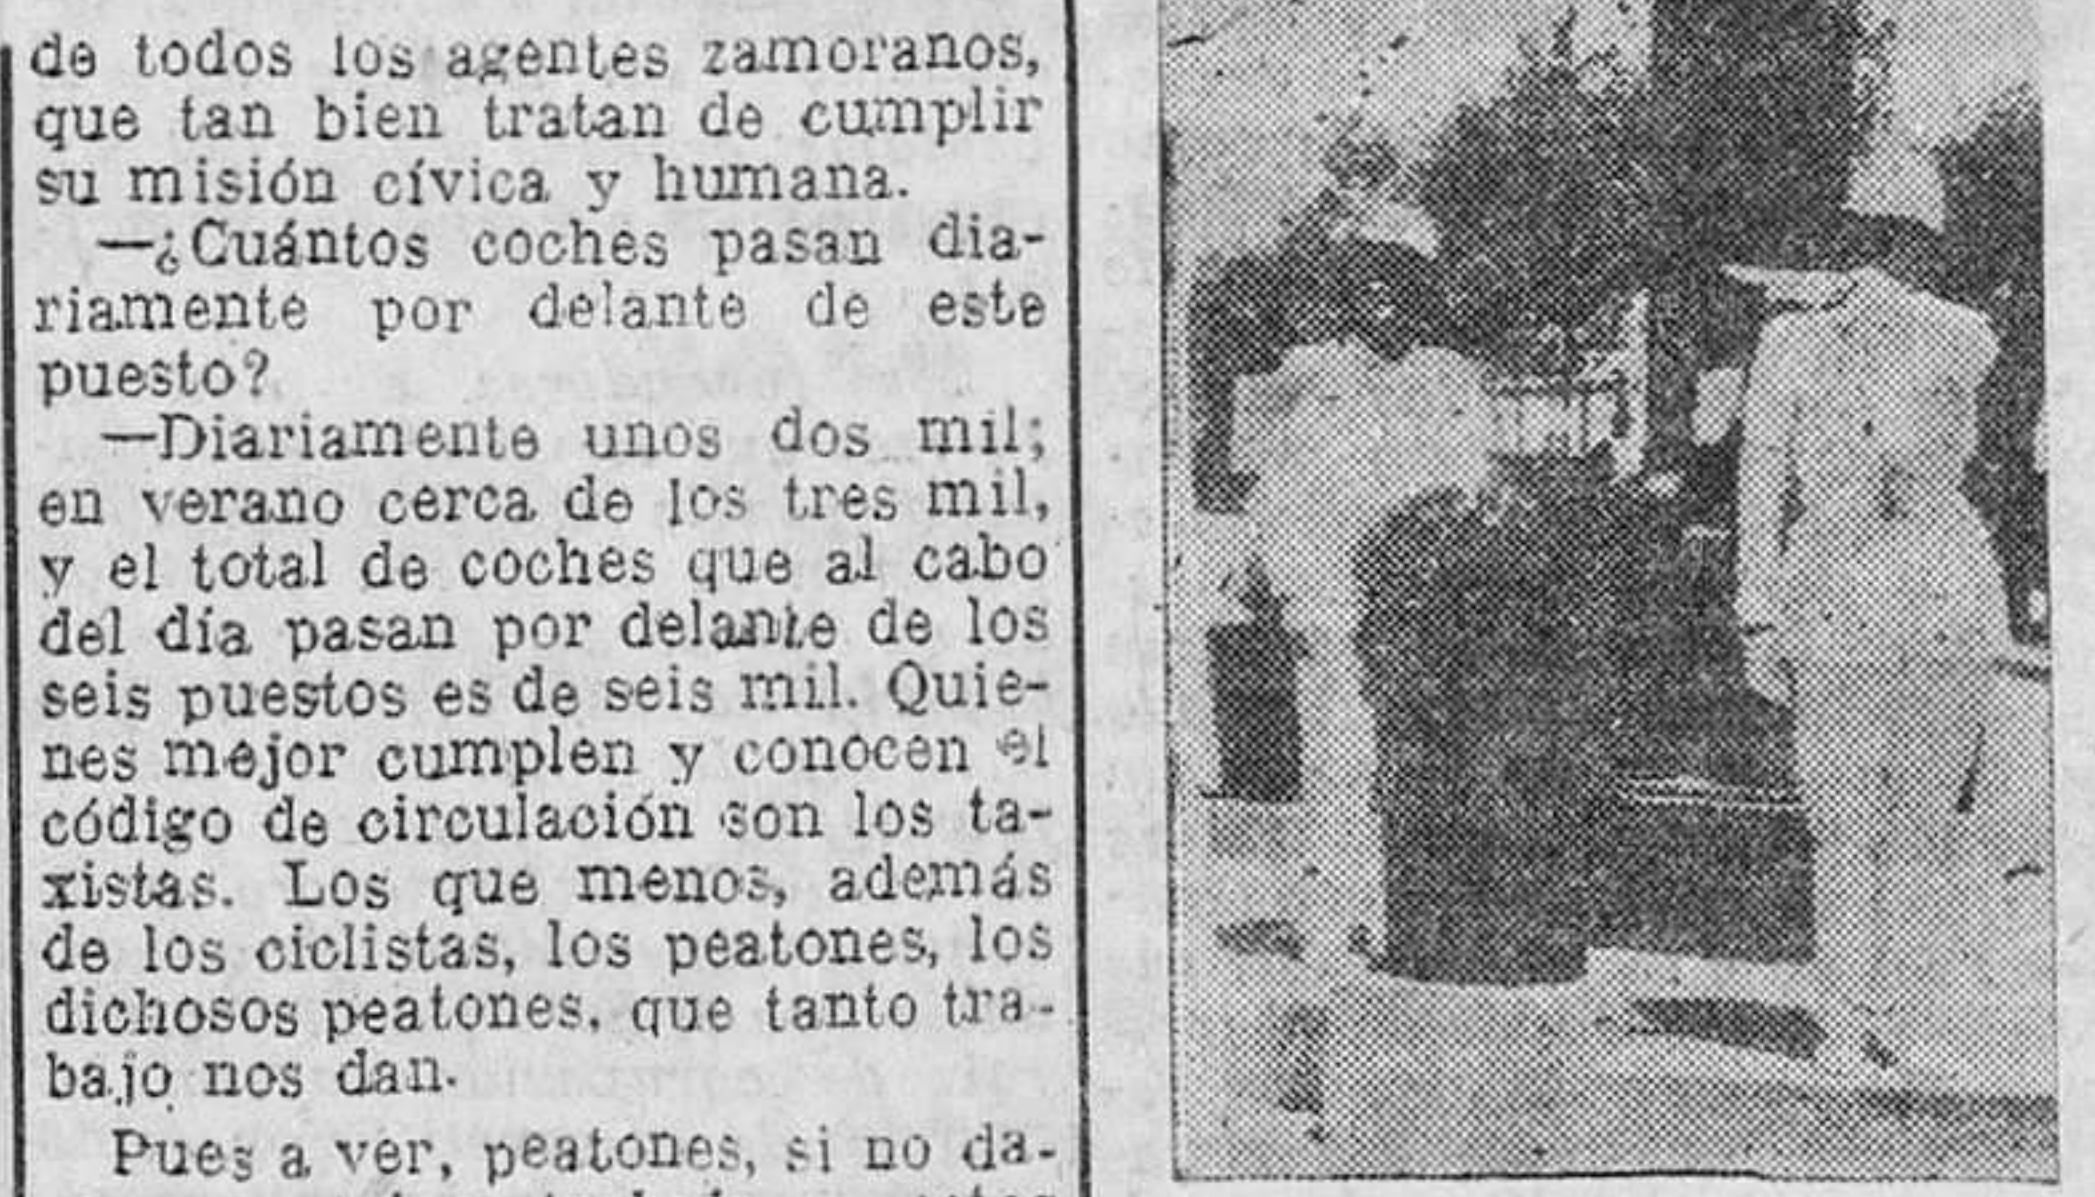 de todos los agentes zamoranos,
que tan bien tratan de cumplir
su misión cívica y humana.
—¿Cuántos coches pasan dia-
riamente por delante de este
puesto?
—Diariamente unos dos mil;
en verano cerca de los tres mil,
y el total de coches que al cabo
del día pasan por delante de los
seis puestos es de seis mil. Quie-
nes mejor cumplen y conocen el
código de circulación son los ta-
xistas. Los que menos, además
de los ciclistas, los peatones, los
dichosos peatones, que tanto tra-
bajo nos dan.
Pues a ver, peatones, si no da-